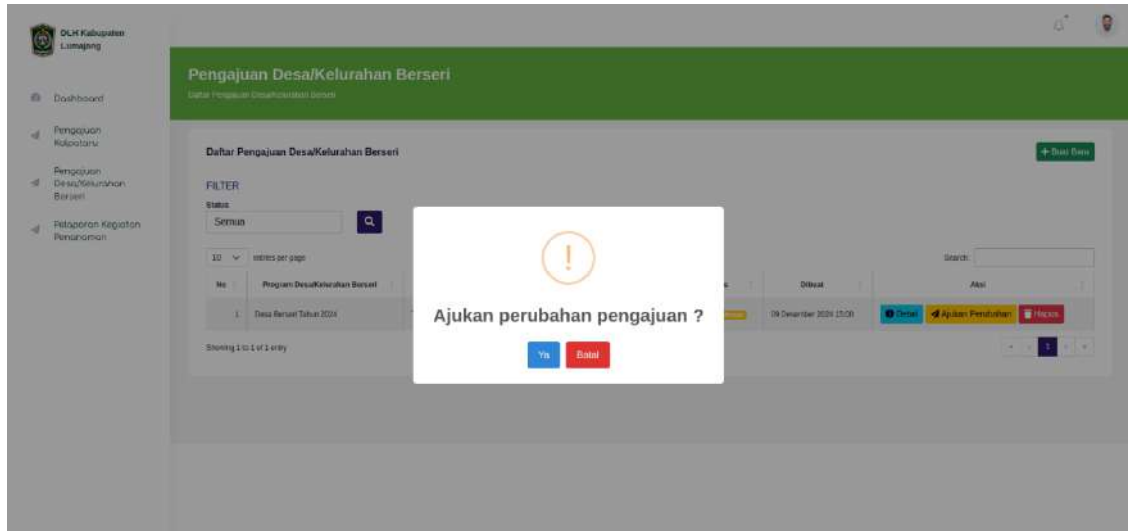 DLH Kabupaten
Lumajang
Pengajuan Desa/Kelurahan Berseri
Daftar Pengajuan Desa/Kelurahan Berseri
Dashboard
Pengajuan
Kalpataru
Pengajuan
Desa/Kelurahan
Berseri
Pelaporan Kegiatan
Penanaman
Daftar Pengajuan Desa/Kelurahan Berseri
+ Buat Baru
FILTER
Status
Semua
10 entries per page
Search:
No Program Desa/Kelurahan Berseri Dibuat Aksi
1 Desa Berseri Tahun 2024 09 Desember 2024 15:00 Detail Ajukan Perubahan Hapus
Showing 1 to 1 of 1 entry
« ‹ 1 › »
!
Ajukan perubahan pengajuan ?
Ya Batal